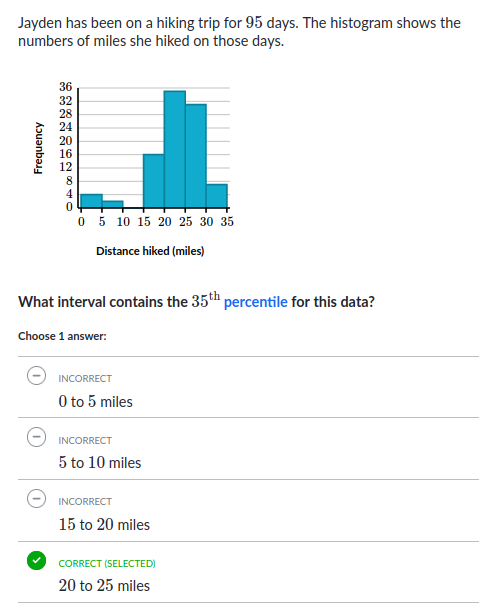 Jayden has been on a hiking trip for 95 days. The histogram shows the
numbers of miles she hiked on those days.
36
32
28
24
20
16
12
8
4
0
Frequency
0 5 10 15 20 25 30 35
Distance hiked (miles)
What interval contains the 35th percentile for this data?
Choose 1 answer:
INCORRECT
0 to 5 miles
INCORRECT
5 to 10 miles
INCORRECT
15 to 20 miles
CORRECT (SELECTED)
20 to 25 miles